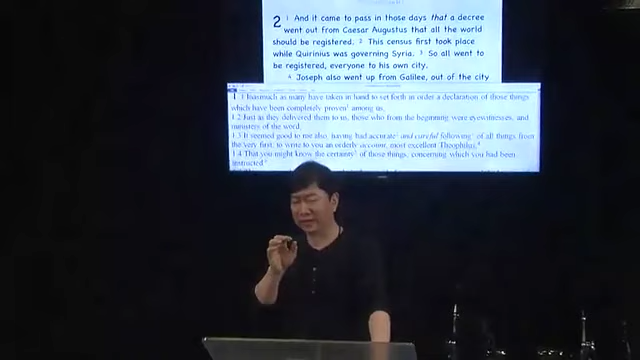 2 1 And it came to pass in those days that a decree
went out from Caesar Augustus that all the world
should be registered. 2 This census first took place
while Quirinius was governing Syria. 3 So all went to
be registered, everyone to his own city.
4 Joseph also went up from Galilee, out of the city
1 1 Inasmuch as many have taken in hand to set forth in order a declaration of those things
which have been completely proven among us,
1 2 Just as they delivered them to us, those who from the beginning were eyewitnesses, and
ministers of the word.
1 3 It seemed good to me also, having had accurate and careful following of all things from
the very first, to write to you an orderly account, most excellent Theophilus,
1 4 That you might know the certainty of those things, concerning which you had been
instructed